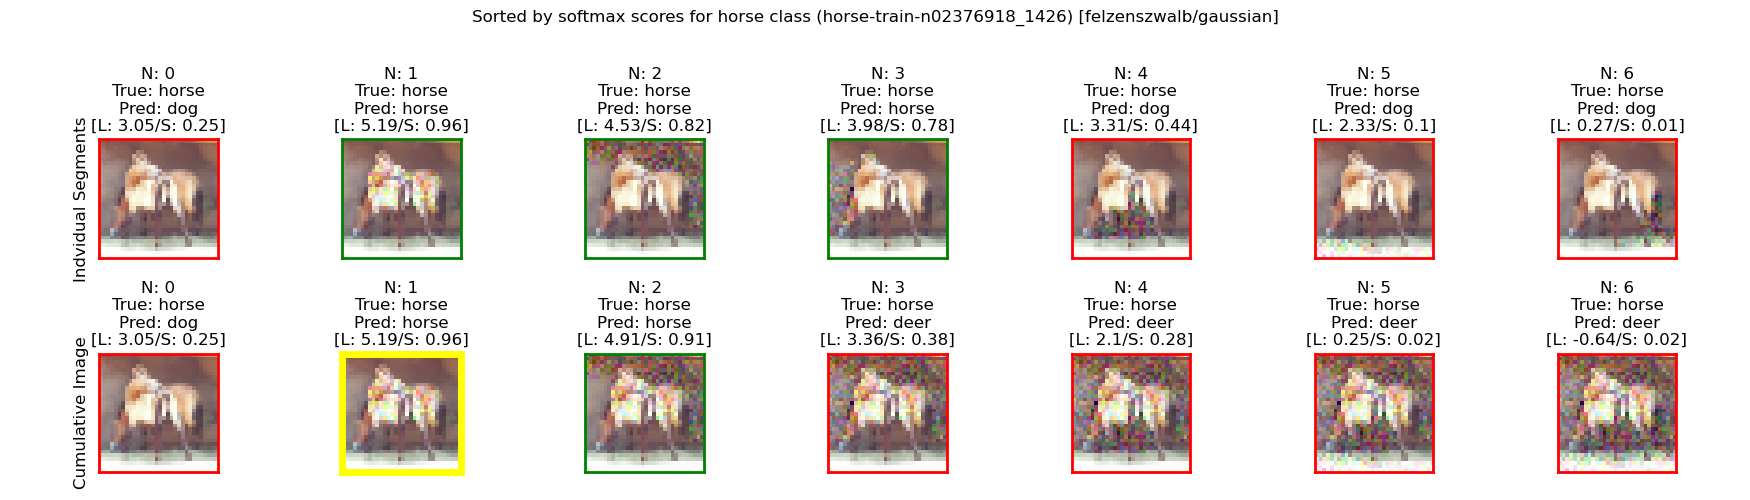 Sorted by softmax scores for horse class (horse-train-n02376918_1426) [felzenszwalb/gaussian]
Indvidual Segments
N: 0
True: horse
Pred: dog
[L: 3.05/S: 0.25]
N: 1
True: horse
Pred: horse
[L: 5.19/S: 0.96]
N: 2
True: horse
Pred: horse
[L: 4.53/S: 0.82]
N: 3
True: horse
Pred: horse
[L: 3.98/S: 0.78]
N: 4
True: horse
Pred: dog
[L: 3.31/S: 0.44]
N: 5
True: horse
Pred: dog
[L: 2.33/S: 0.1]
N: 6
True: horse
Pred: dog
[L: 0.27/S: 0.01]
Cumulative Image
N: 0
True: horse
Pred: dog
[L: 3.05/S: 0.25]
N: 1
True: horse
Pred: horse
[L: 5.19/S: 0.96]
N: 2
True: horse
Pred: horse
[L: 4.91/S: 0.91]
N: 3
True: horse
Pred: deer
[L: 3.36/S: 0.38]
N: 4
True: horse
Pred: deer
[L: 2.1/S: 0.28]
N: 5
True: horse
Pred: deer
[L: 0.25/S: 0.02]
N: 6
True: horse
Pred: deer
[L: -0.64/S: 0.02]